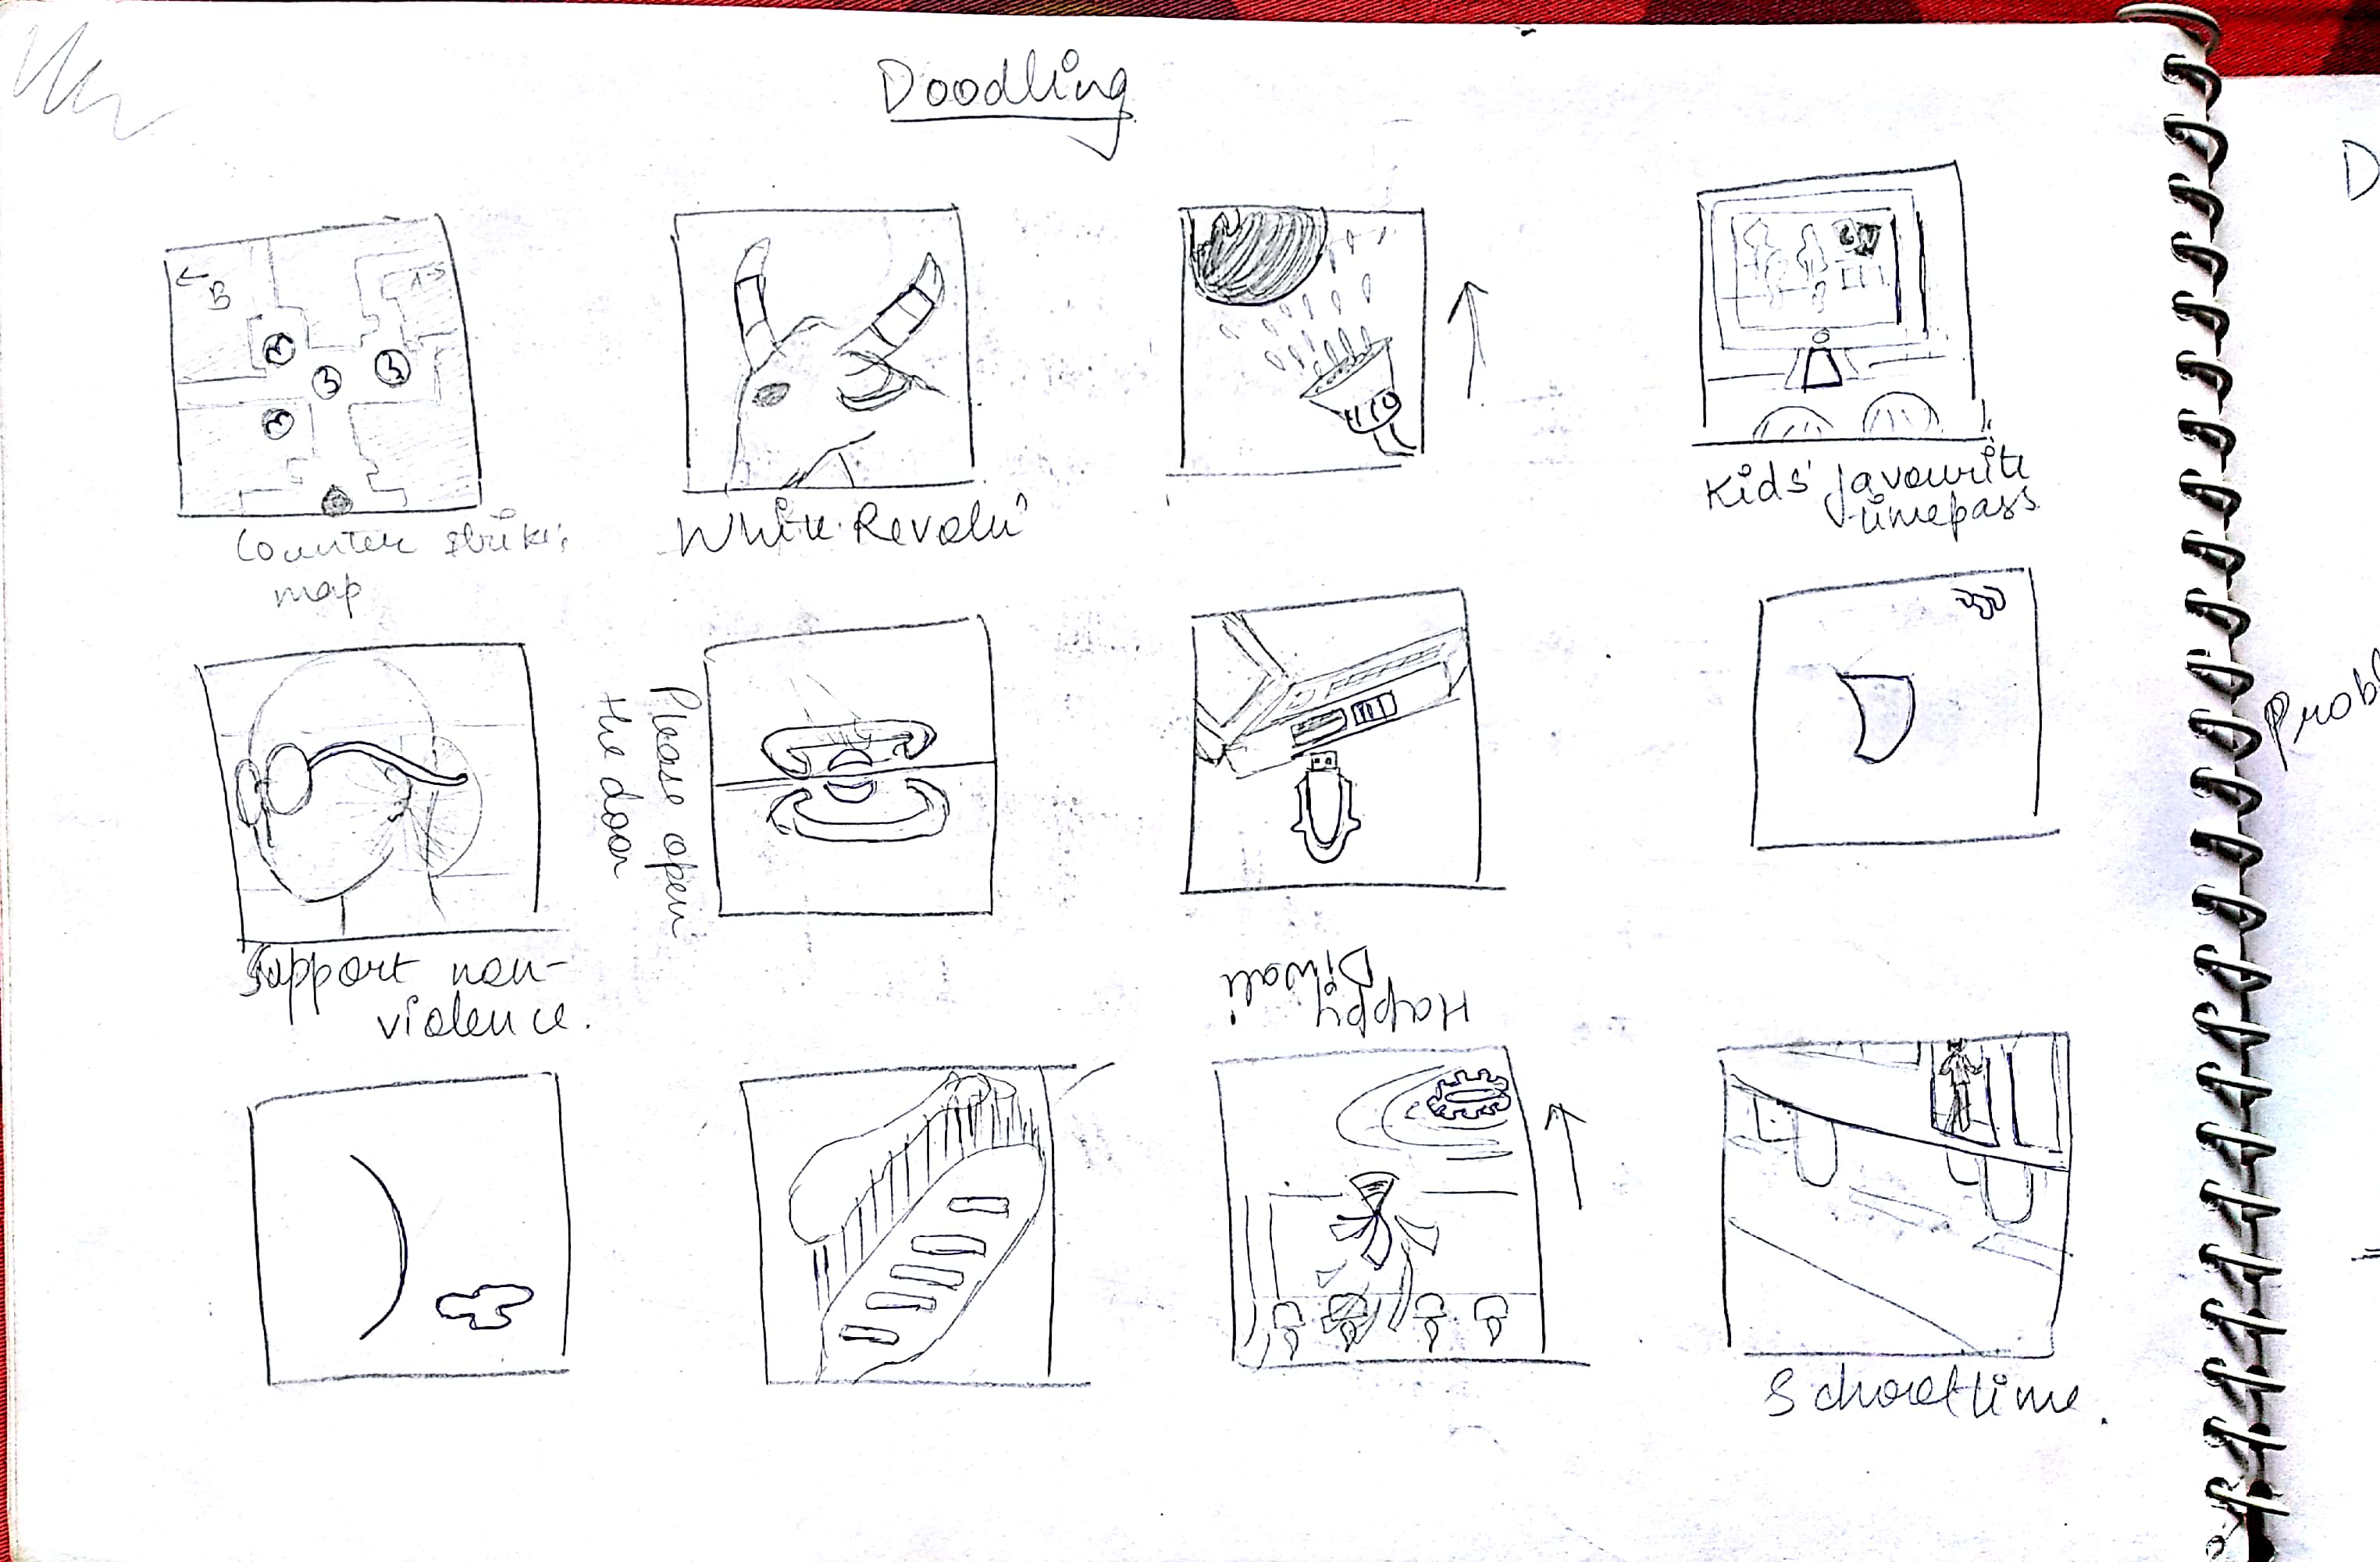 Doodling
B
A
CN
Counter strike
map
White Revolu
Kids' favourite
timepass
Please open
the door
Support non-
violence.
Happy
Diwali
Schooltime.
D
Probl